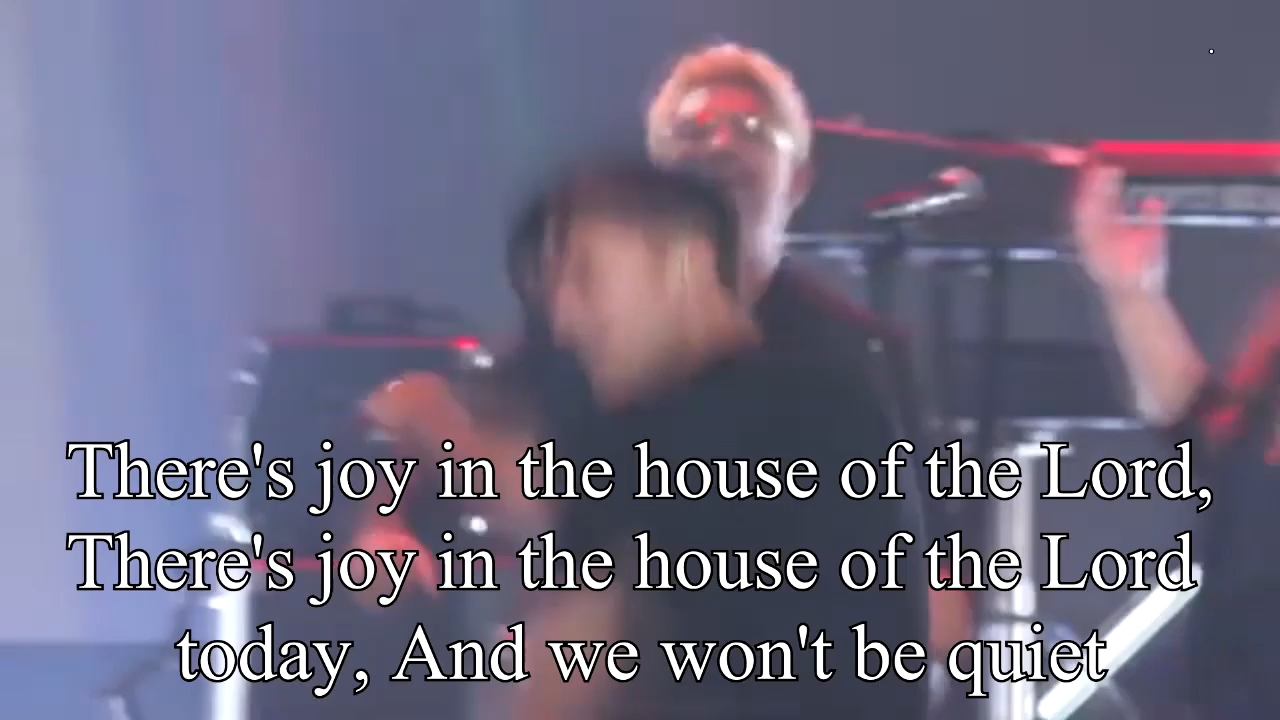 There's joy in the house of the Lord,
There's joy in the house of the Lord
today, And we won't be quiet